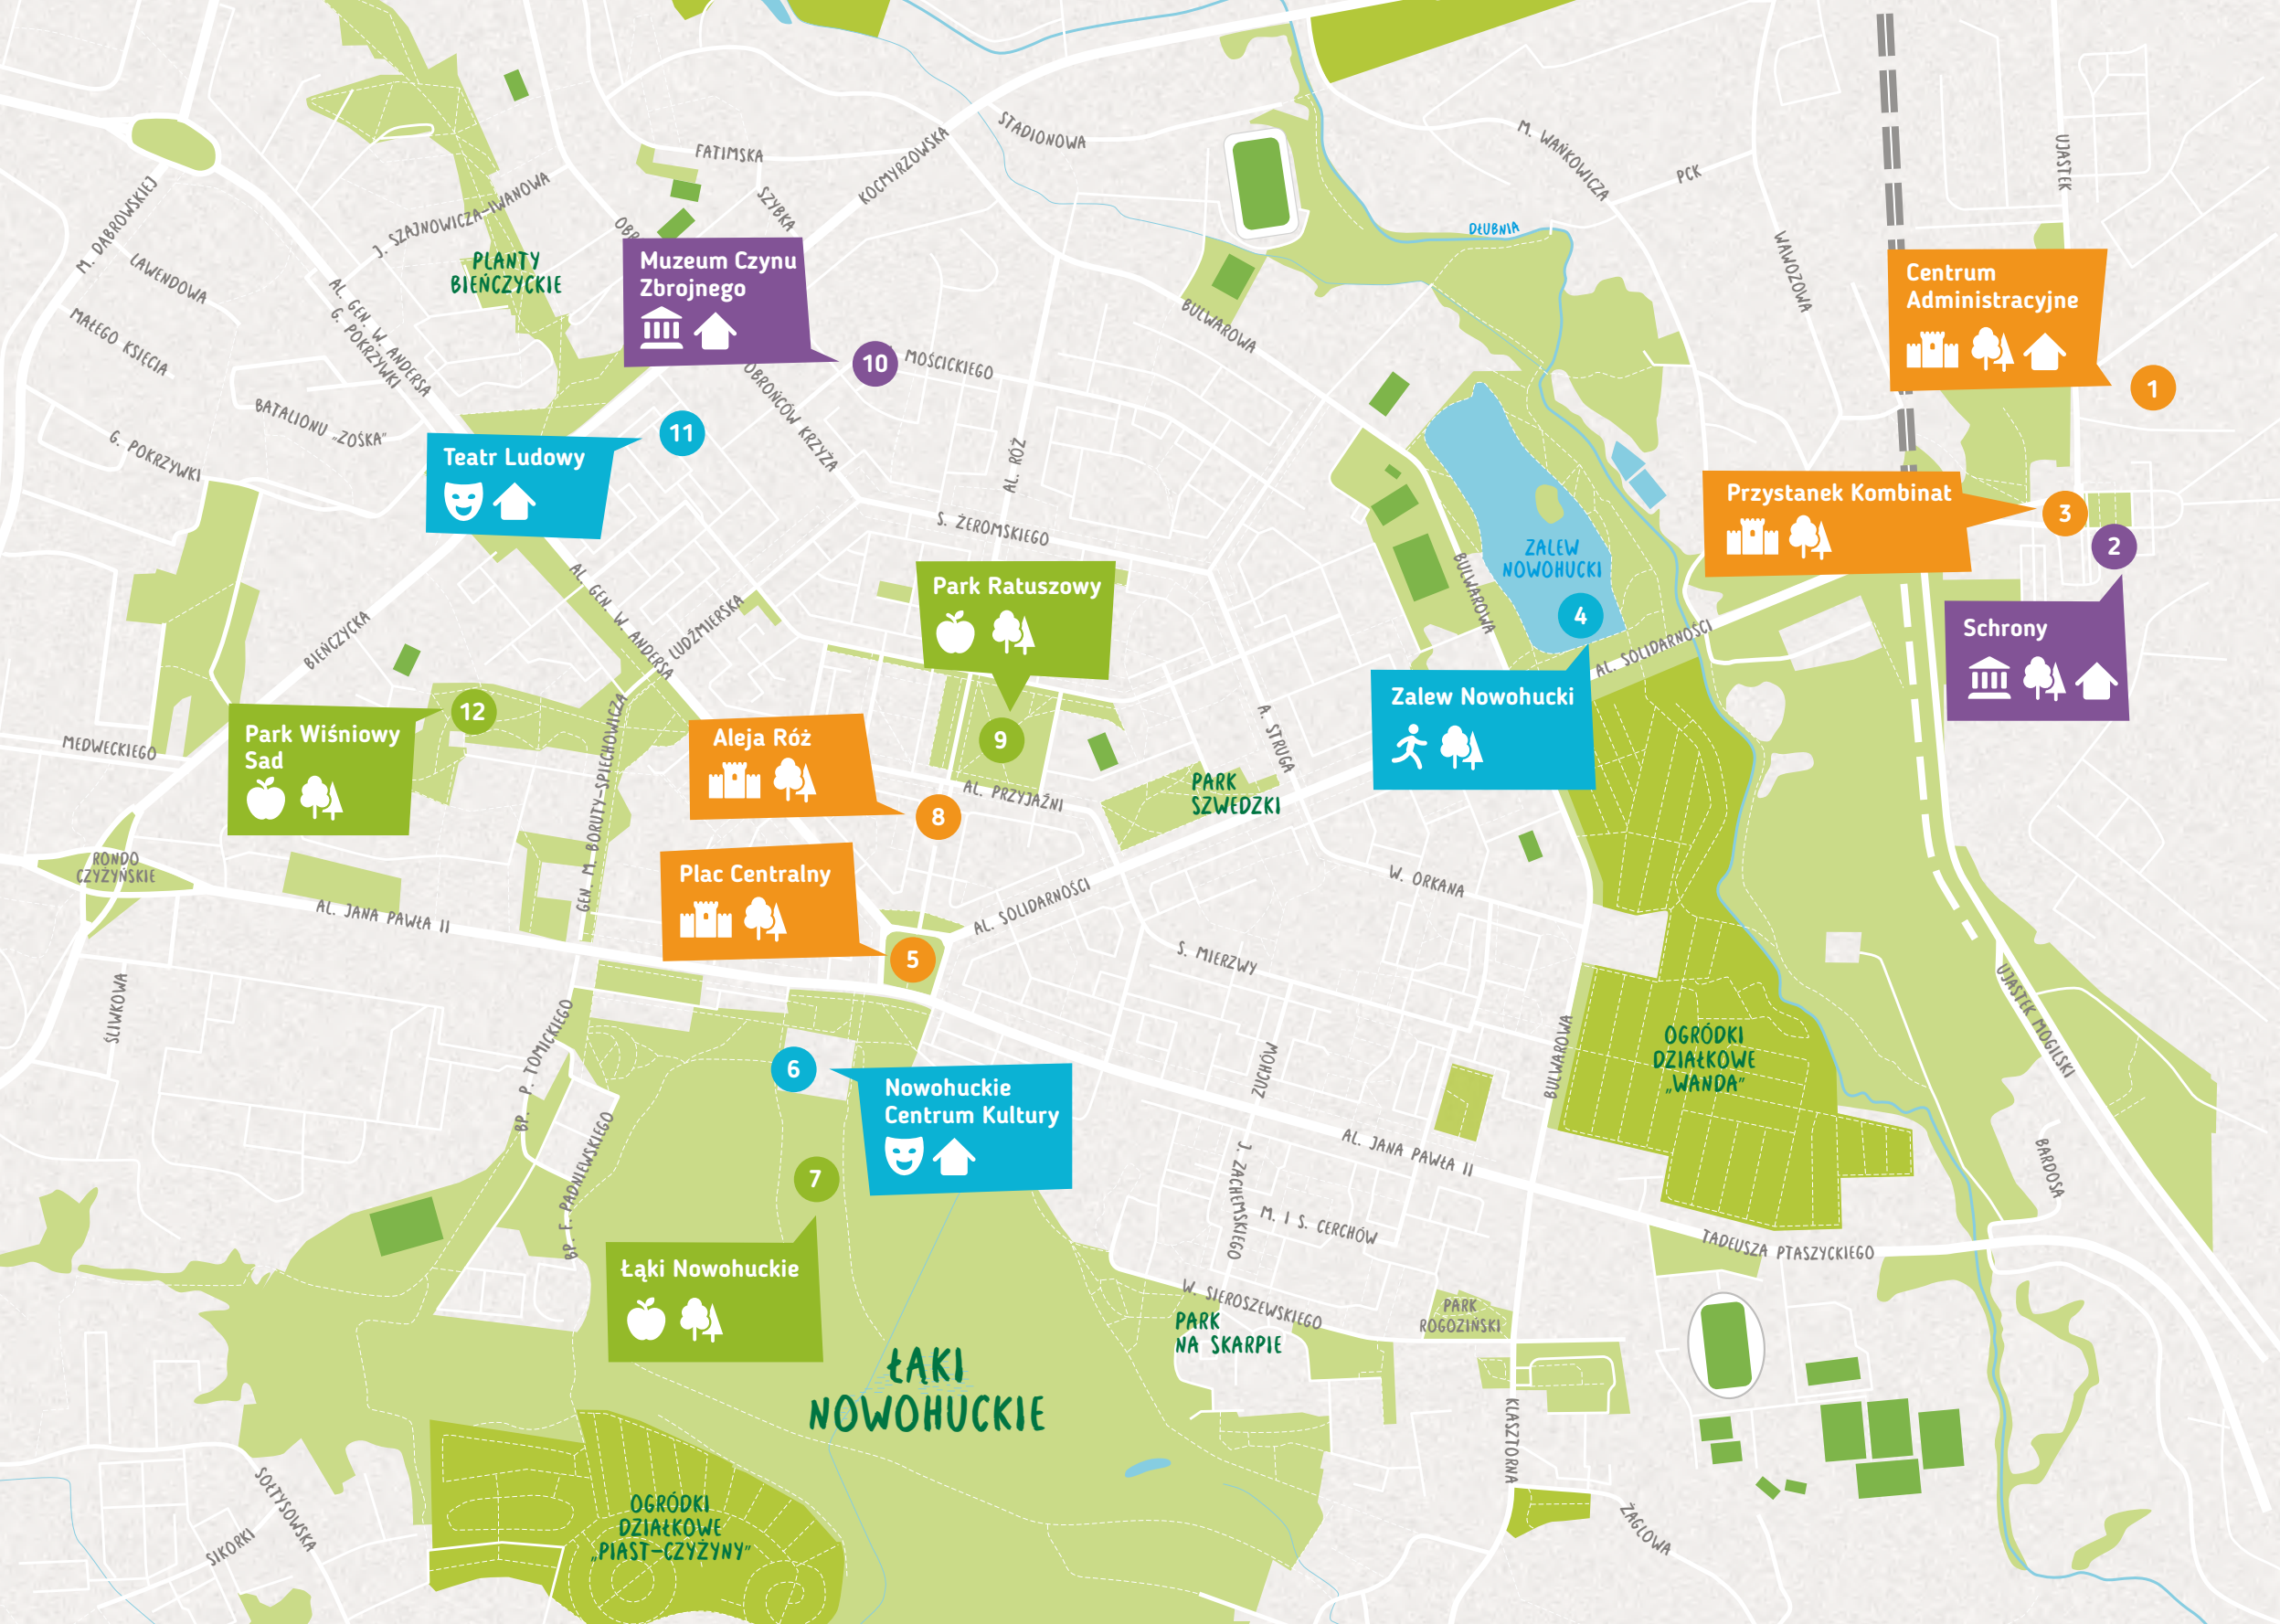 STADIONOWA
M. WAŃKOWICZA
PCK
UJASTEK
FATIMSKA
KOCMYRZOWSKA
SZYBKA
M. DĄBROWSKIEJ
J. SZAJNOWICZA-IWANOWA
DŁUBNIA
WAWOZOWA
LAWENDOWA
PLANTY
BIEŃCZYCKIE
Muzeum Czynu
Zbrojnego
Centrum
Administracyjne
AL. GEN. W. ANDERSA
G. POKRZYWKI
MAŁEGO KSIĘCIA
BULWAROWA
10
MOŚCICKIEGO
1
OBROŃCÓW KRZYŻA
BATALIONU „ZOŚKA”
G. POKRZYWKI
11
Teatr Ludowy
AL. RÓŻ
Przystanek Kombinat
3
2
S. ŻEROMSKIEGO
ZALEW
NOWOHUCKI
BULWAROWA
4
AL. GEN. W. ANDERSA
LUDŹMIERSKA
BIEŃCZYCKA
Park Ratuszowy
AL. SOLIDARNOŚCI
Schrony
Zalew Nowohucki
12
Park Wiśniowy
Sad
MEDWECKIEGO
Aleja Róż
9
A. STRUGA
GEN. M. BORUTY-SPIECHOWICZA
AL. PRZYJAŹNI
PARK
SZWEDZKI
8
RONDO
CZYŻYŃSKIE
Plac Centralny
W. ORKANA
AL. JANA PAWŁA II
AL. SOLIDARNOŚCI
5
S. MIERZWY
ŚLIWKOWA
UJASTEK MOGILSKI
BP. P. TOMICKIEGO
6
ZUCHÓW
BULWAROWA
OGRÓDKI
DZIAŁKOWE
„WANDA”
Nowohuckie
Centrum Kultury
BP. F. PADNIEWSKIEGO
7
AL. JANA PAWŁA II
BARDOSA
J. ZACHEMSKIEGO
M. I S. CERCHÓW
TADEUSZA PTASZYCKIEGO
Łąki Nowohuckie
W. SIEROSZEWSKIEGO
PARK
NA SKARPIE
PARK
ROGOZIŃSKI
ŁĄKI
NOWOHUCKIE
KLASZTORNA
SOŁTYSOWSKA
SIKORKI
OGRÓDKI
DZIAŁKOWE
„PIAST-CZYŻYNY”
ŻAGLOWA